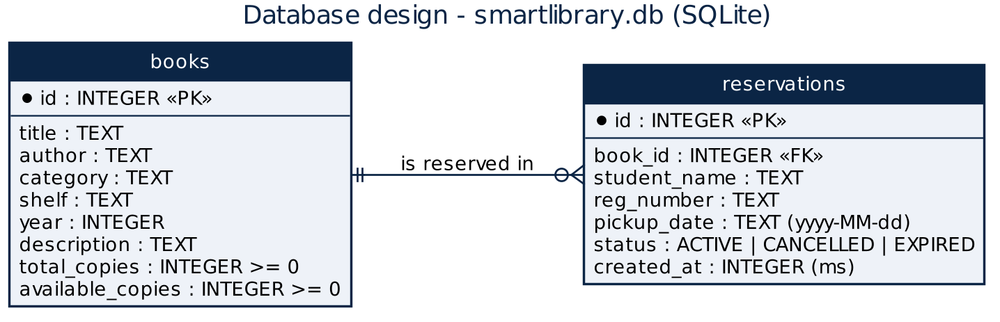 Database design - smartlibrary.db (SQLite)
books
id : INTEGER «PK»
title : TEXT
author : TEXT
category : TEXT
shelf : TEXT
year : INTEGER
description : TEXT
total_copies : INTEGER >= 0
available_copies : INTEGER >= 0
is reserved in
reservations
id : INTEGER «PK»
book_id : INTEGER «FK»
student_name : TEXT
reg_number : TEXT
pickup_date : TEXT (yyyy-MM-dd)
status : ACTIVE | CANCELLED | EXPIRED
created_at : INTEGER (ms)